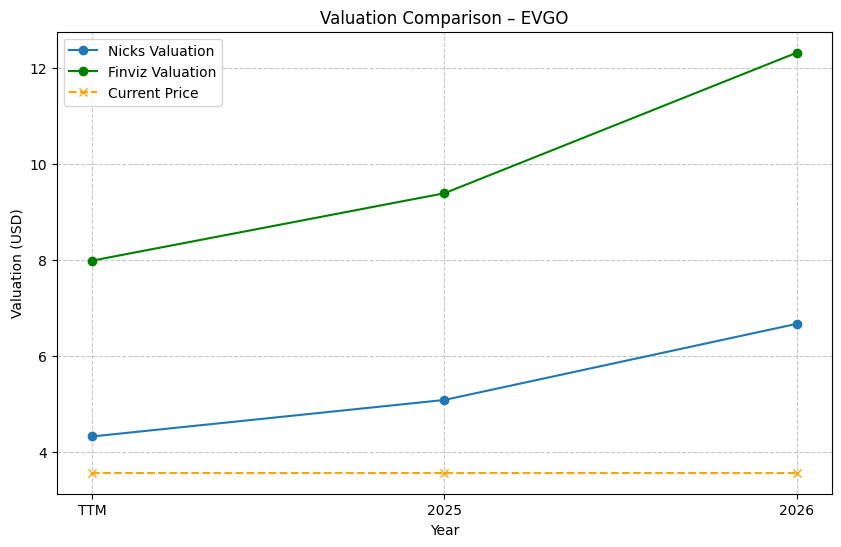 Valuation Comparison – EVGO
Nicks Valuation
Finviz Valuation
Current Price
Valuation (USD)
12
10
8
6
4
TTM
2025
2026
Year